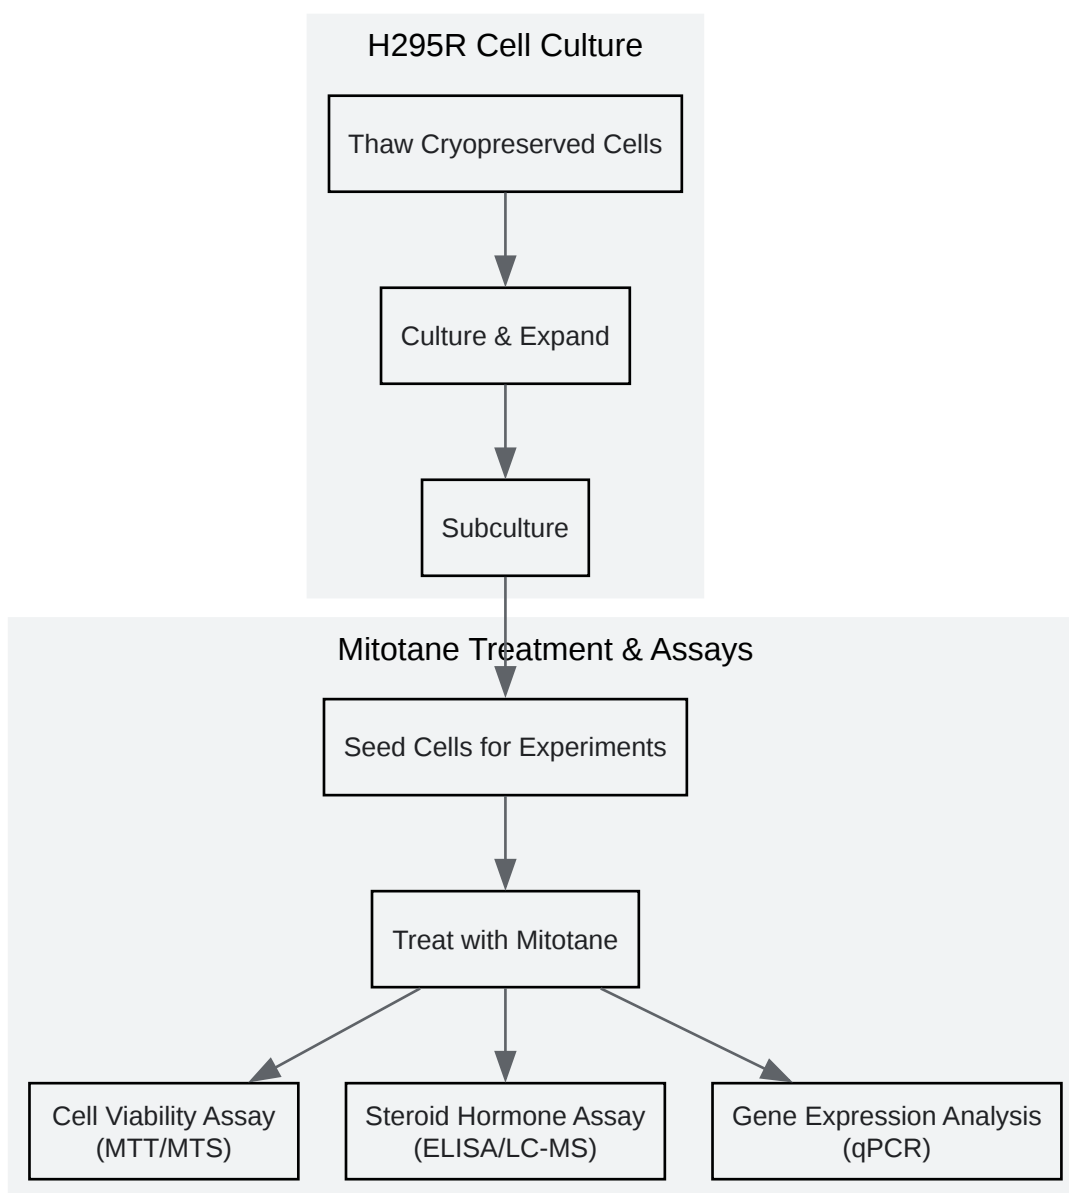 H295R Cell Culture
Thaw Cryopreserved Cells
Culture & Expand
Subculture
Mitotane Treatment & Assays
Seed Cells for Experiments
Treat with Mitotane
Cell Viability Assay
(MTT/MTS)
Steroid Hormone Assay
(ELISA/LC-MS)
Gene Expression Analysis
(qPCR)